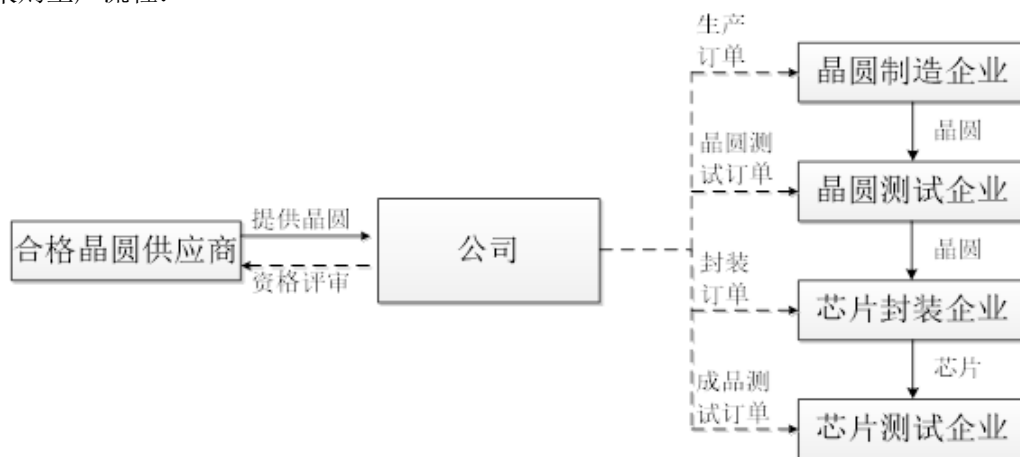 生产
订单
晶圆制造企业
晶圆
晶圆测
试订单
晶圆测试企业
提供晶圆
合格晶圆供应商
公司
资格评审
晶圆
封装
订单
芯片封装企业
芯片
成品测
试订单
芯片测试企业